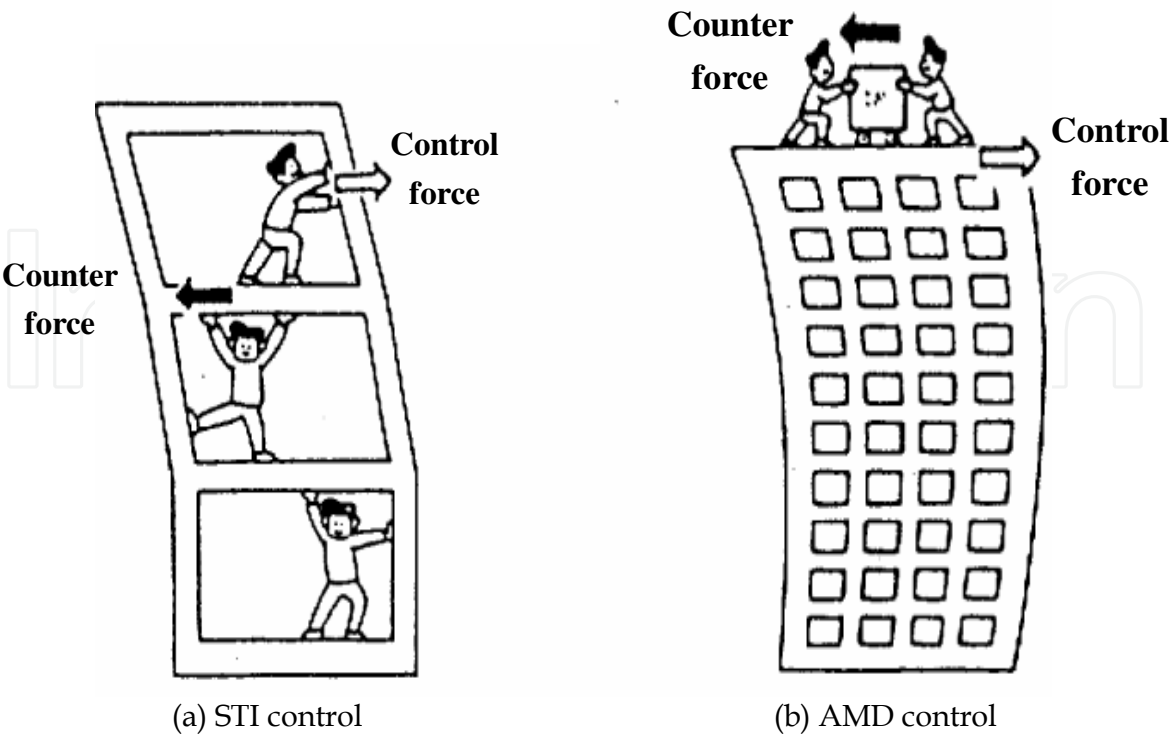 Control
force
Counter
force
(a) STI control
Counter
force
Control
force
(b) AMD control